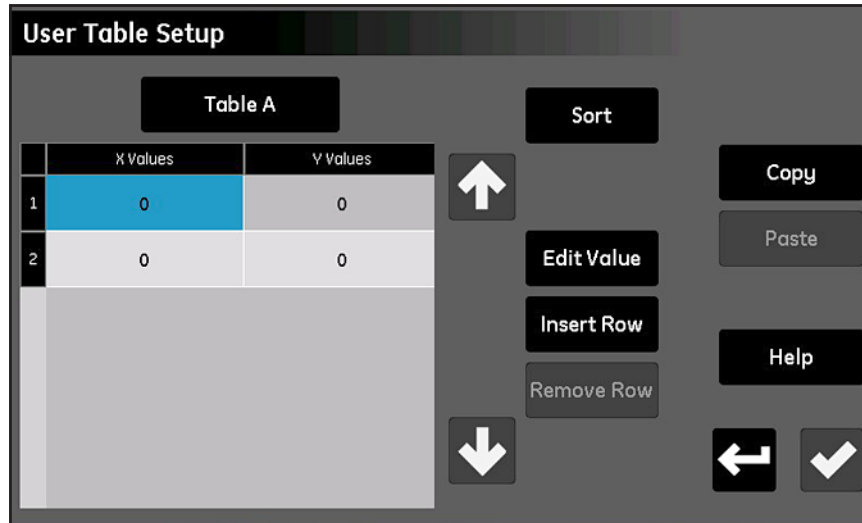 User Table Setup
Table A
Sort
X Values Y Values
Copy
1 0 0
Paste
2 0 0
Edit Value
Insert Row
Help
Remove Row